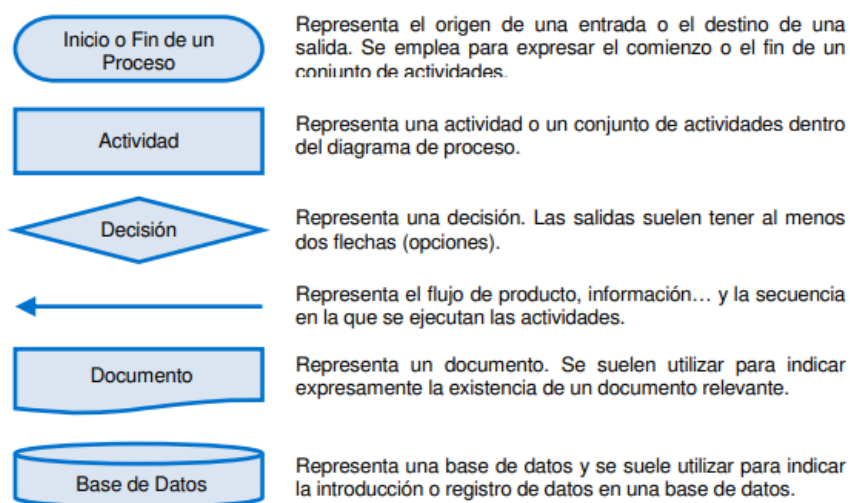 Inicio o Fin de un
Proceso
Representa el origen de una entrada o el destino de una
salida. Se emplea para expresar el comienzo o el fin de un
conjunto de actividades.
Actividad
Representa una actividad o un conjunto de actividades dentro
del diagrama de proceso.
Decisión
Representa una decisión. Las salidas suelen tener al menos
dos flechas (opciones).
Representa el flujo de producto, información… y la secuencia
en la que se ejecutan las actividades.
Documento
Representa un documento. Se suelen utilizar para indicar
expresamente la existencia de un documento relevante.
Base de Datos
Representa una base de datos y se suele utilizar para indicar
la introducción o registro de datos en una base de datos.